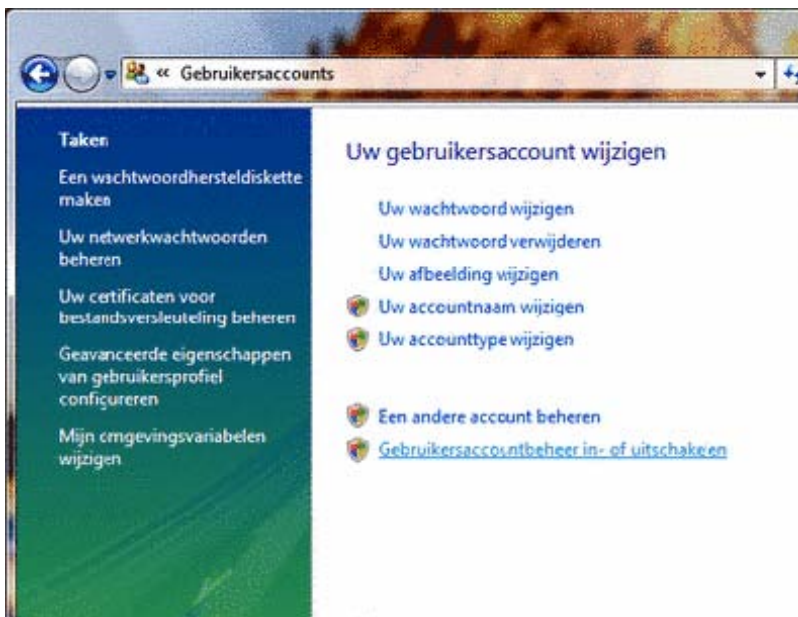 « Gebruikersaccounts
Taken
Een wachtwoordhersteldiskette
maken
Uw netwerkwachtwoorden
beheren
Uw certificaten voor
bestandsversleuteling beheren
Geavanceerde eigenschappen
van gebruikersprofiel
configureren
Mijn omgevingsvariabelen
wijzigen
Uw gebruikersaccount wijzigen
Uw wachtwoord wijzigen
Uw wachtwoord verwijderen
Uw afbeelding wijzigen
Uw accountnaam wijzigen
Uw accounttype wijzigen
Een andere account beheren
Gebruikersaccountbeheer in- of uitschakelen